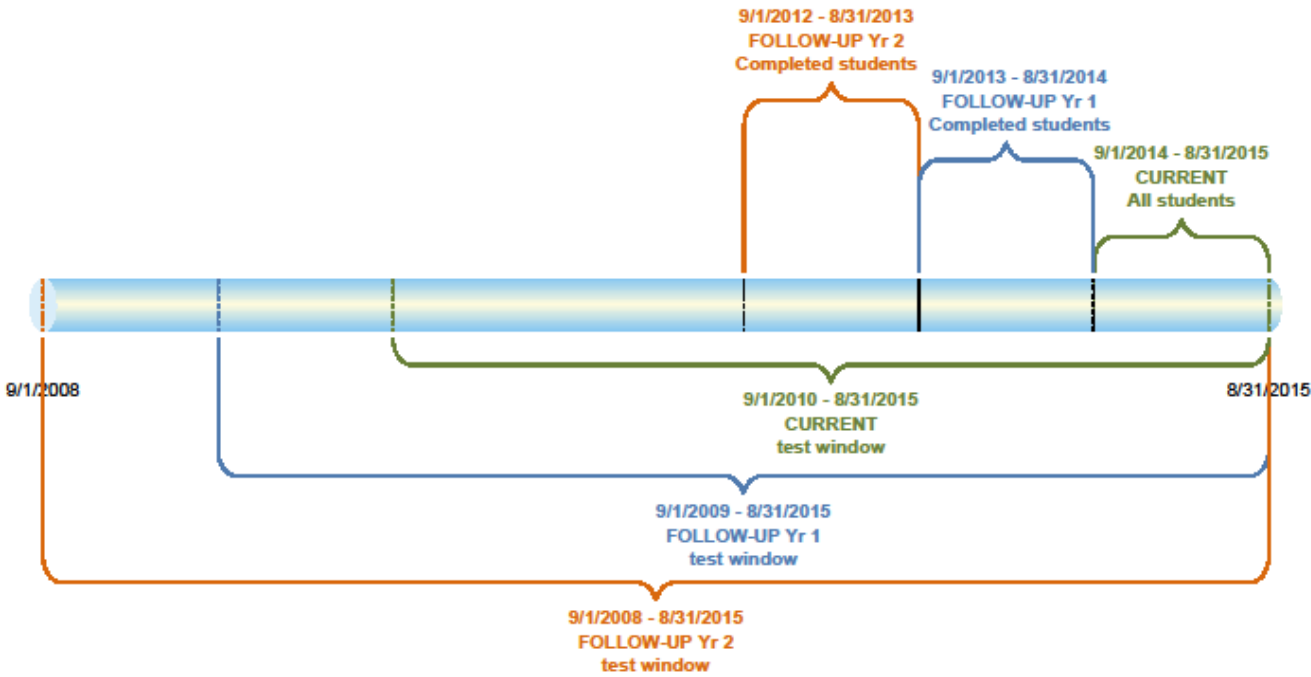 9/1/2012 - 8/31/2013
FOLLOW-UP Yr 2
Completed students
9/1/2013 - 8/31/2014
FOLLOW-UP Yr 1
Completed students
9/1/2014 - 8/31/2015
CURRENT
All students
9/1/2008
8/31/2015
9/1/2010 - 8/31/2015
CURRENT
test window
9/1/2009 - 8/31/2015
FOLLOW-UP Yr 1
test window
9/1/2008 - 8/31/2015
FOLLOW-UP Yr 2
test window